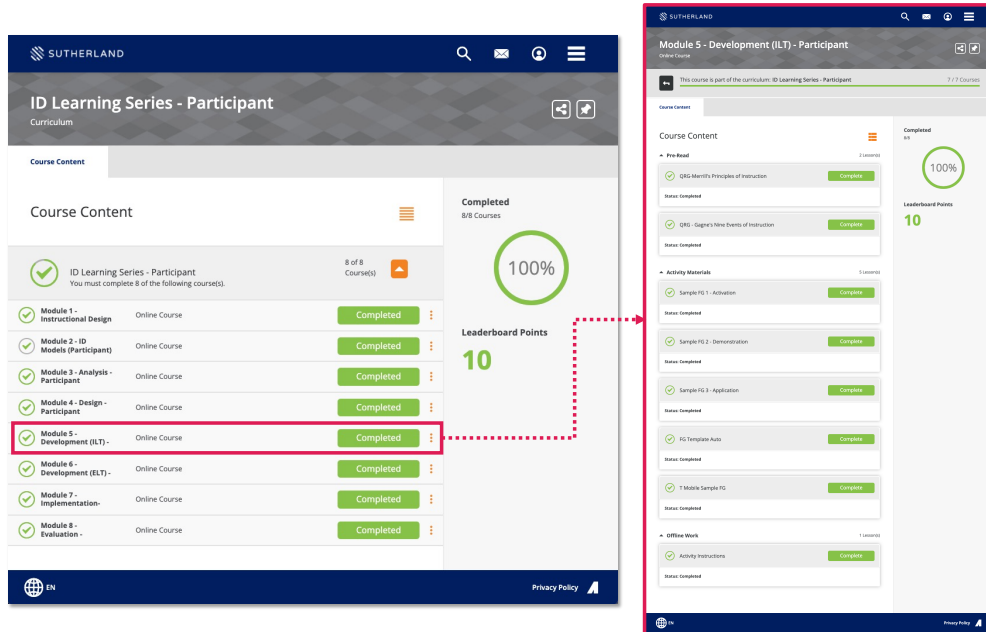 SUTHERLAND
ID Learning Series - Participant
Curriculum
Course Content
Course Content
ID Learning Series - Participant
You must complete 8 of the following course(s).
8 of 8
Course(s)
Module 1 -
Instructional Design
Online Course
Completed
Module 2 - ID
Models (Participant)
Online Course
Completed
Module 3 - Analysis -
Participant
Online Course
Completed
Module 4 - Design -
Participant
Online Course
Completed
Module 5 -
Development (ILT) -
Online Course
Completed
Module 6 -
Development (ELT) -
Online Course
Completed
Module 7 -
Implementation-
Online Course
Completed
Module 8 -
Evaluation -
Online Course
Completed
Completed
8/8 Courses
100%
Leaderboard Points
10
EN
Privacy Policy
SUTHERLAND
Module 5 - Development (ILT) - Participant
Online Course
This course is part of the curriculum: ID Learning Series - Participant
7 / 7 Courses
Course Content
Course Content
Pre-Read
2 Lesson(s)
QRG-Merrill's Principles of Instruction
Complete
Status: Completed
QRG - Gagne's Nine Events of Instruction
Complete
Status: Completed
Activity Materials
5 Lesson(s)
Sample FG 1 - Activation
Complete
Status: Completed
Sample FG 2 - Demonstration
Complete
Status: Completed
Sample FG 3 - Application
Complete
Status: Completed
FG Template Auto
Complete
Status: Completed
T Mobile Sample FG
Complete
Status: Completed
Offline Work
1 Lesson(s)
Activity Instructions
Complete
Status: Completed
Completed
8/8
100%
Leaderboard Points
10
EN
Privacy Policy